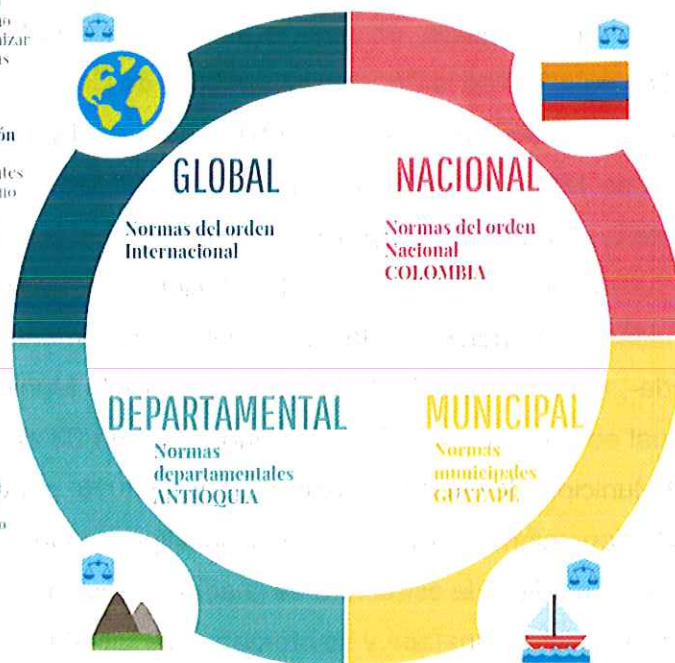 nizar
GLOBAL
Normas del orden
Internacional
NACIONAL
Normas del orden
Nacional
COLOMBIA
DEPARTAMENTAL
Normas
departamentales
ANTIOQUIA
MUNICIPAL
Normas
municipales
GUATAPÉ